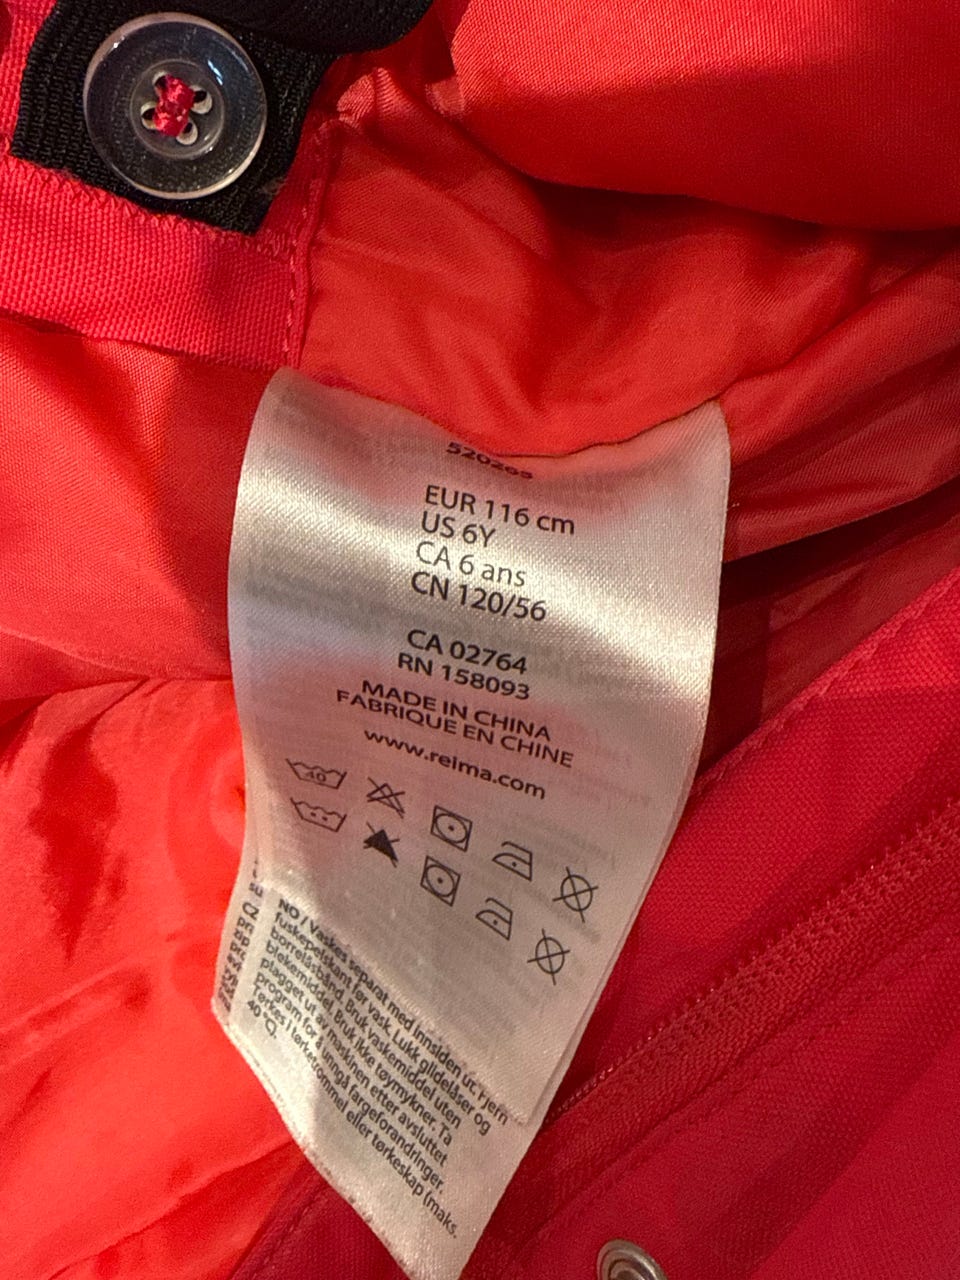 520265
EUR 116 cm
US 6Y
CA 6 ans
CN 120/56
CA 02764
RN 158093
MADE IN CHINA
FABRIQUE EN CHINE
www.reima.com
40
NO / Vaskes separat med innsiden ut. Fjern
fuskepelskant før vask. Lukk glidelåser og
borrelåsbånd. Bruk vaskemiddel uten
blekemiddel. Bruk ikke tøymykner. Ta
plagget ut av maskinen etter avsluttet
program for å unngå fargeforandringer.
Tørkes i tørketrommel eller tørkeskap (maks.
40 °C).